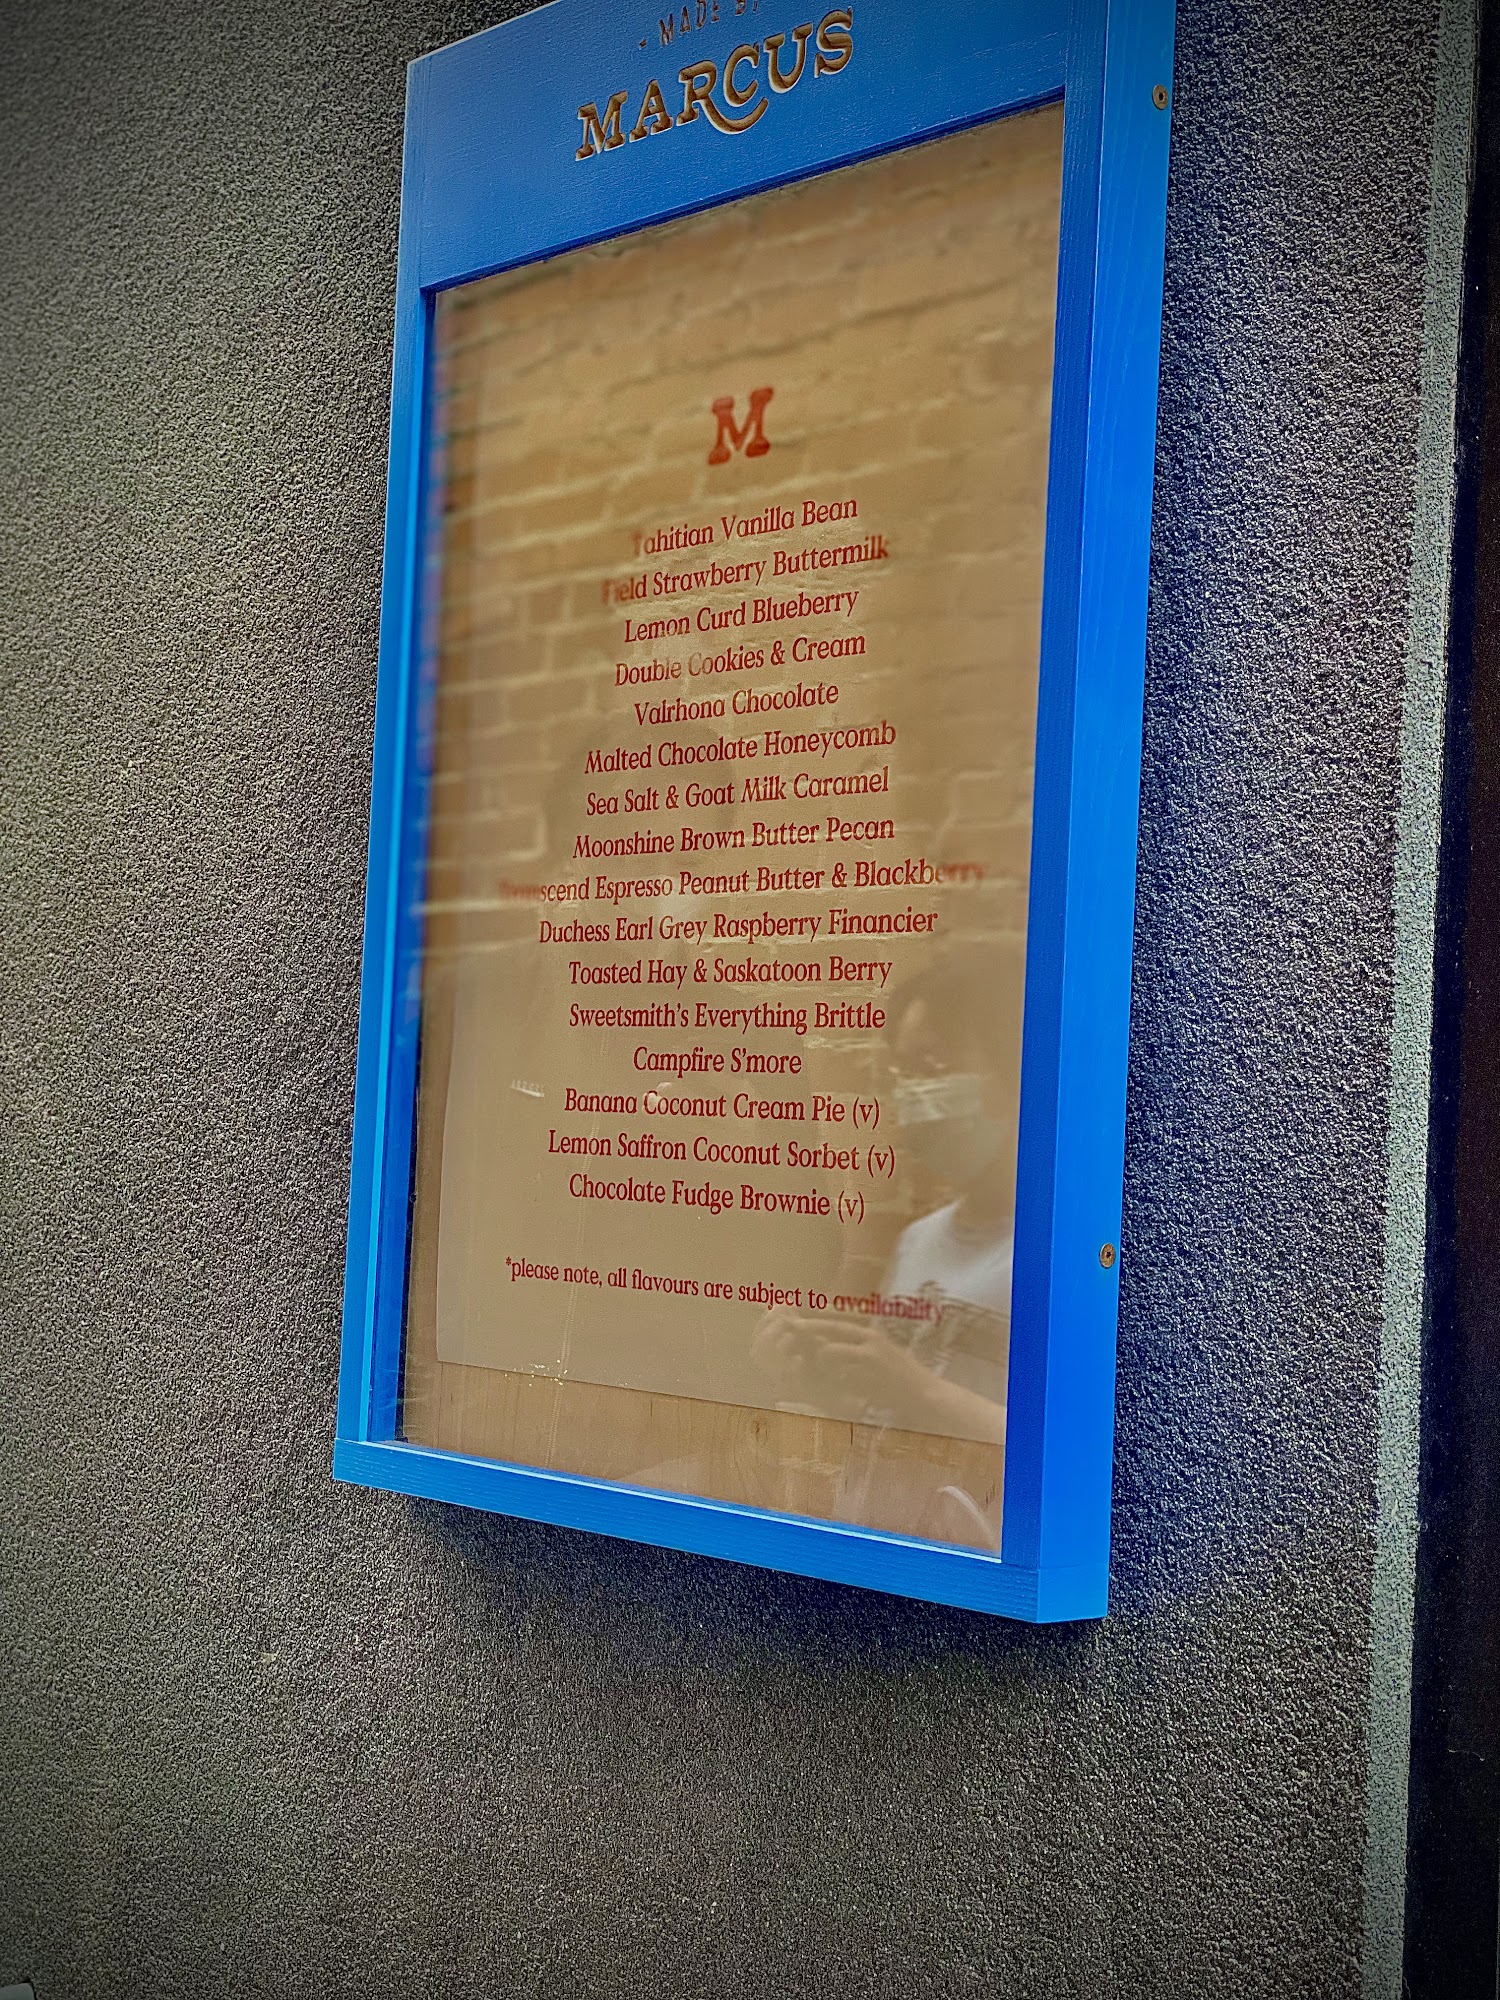 - MADE BY
MARCUS
M
Tahitian Vanilla Bean
Field Strawberry Buttermilk
Lemon Curd Blueberry
Double Cookies & Cream
Valrhona Chocolate
Malted Chocolate Honeycomb
Sea Salt & Goat Milk Caramel
Moonshine Brown Butter Pecan
Transcend Espresso Peanut Butter & Blackberry
Duchess Earl Grey Raspberry Financier
Toasted Hay & Saskatoon Berry
Sweetsmith's Everything Brittle
Campfire S'more
Banana Coconut Cream Pie (v)
Lemon Saffron Coconut Sorbet (v)
Chocolate Fudge Brownie (v)
*please note, all flavours are subject to availability